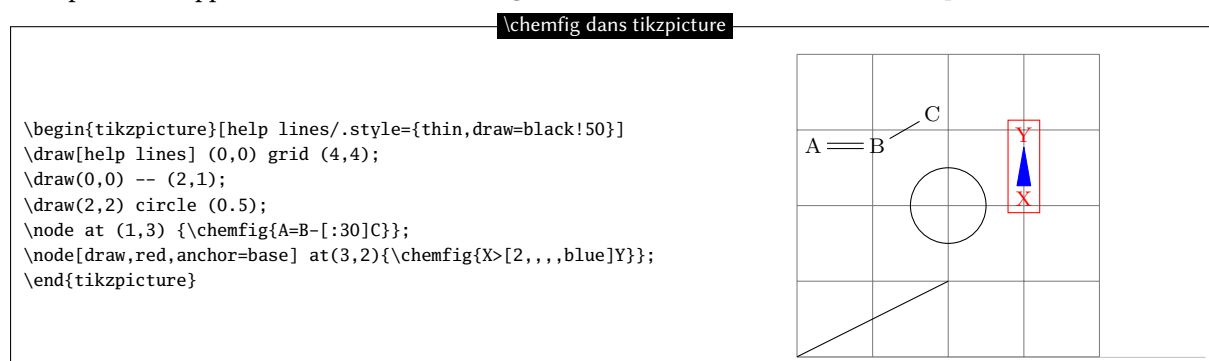 \chemfig dans tikzpicture
\begin{tikzpicture}[help lines/.style={thin,draw=black!50}]
\draw[help lines] (0,0) grid (4,4);
\draw(0,0) -- (2,1);
\draw(2,2) circle (0.5);
\node at (1,3) {\chemfig{A=B-[:30]C}};
\node[draw,red,anchor=base] at(3,2){\chemfig{X>[2,,,,blue]Y}};
\end{tikzpicture}
C
A B
Y
X